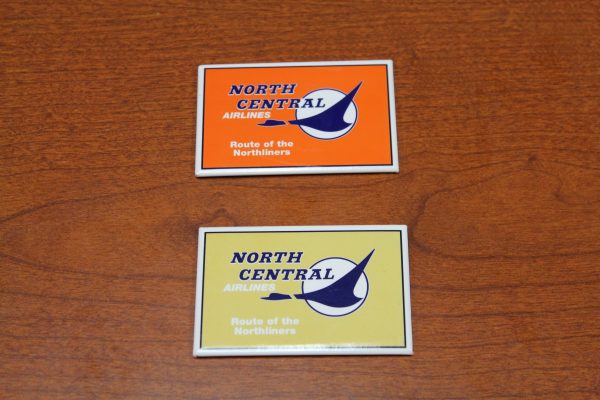 NORTH
CENTRAL
AIRLINES
Route of the
Northliners
NORTH
CENTRAL
AIRLINES
Route of the
Northliners